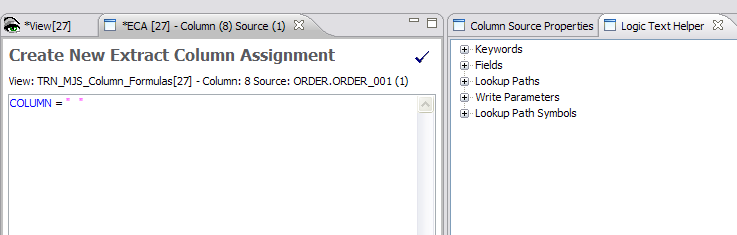 *View[27]
*ECA [27] - Column (8) Source (1)
Create New Extract Column Assignment
View: TRN_MJS_Column_Formulas[27] - Column: 8 Source: ORDER.ORDER_001 (1)
COLUMN = "  "
Column Source Properties
Logic Text Helper
Keywords
Fields
Lookup Paths
Write Parameters
Lookup Path Symbols